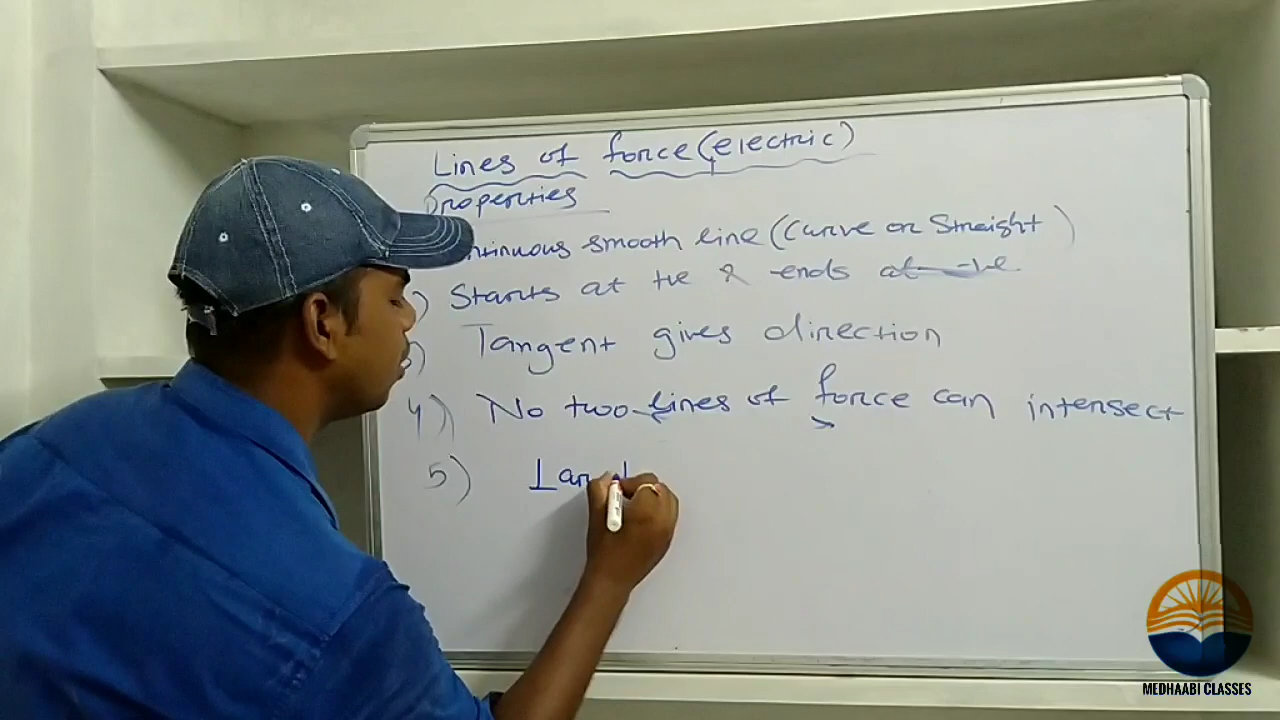 Lines of force (electric)
Properties
continuous smooth line (Curve or Straight)
) Starts at +ve & ends at -ve
3) Tangent gives direction
4) No two lines of force can intersect
5)
MEDHAABI CLASSES